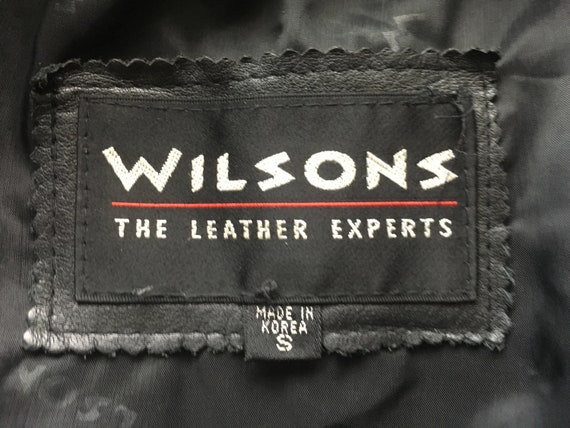 WILSONS
THE LEATHER EXPERTS
MADE IN
KOREA
S